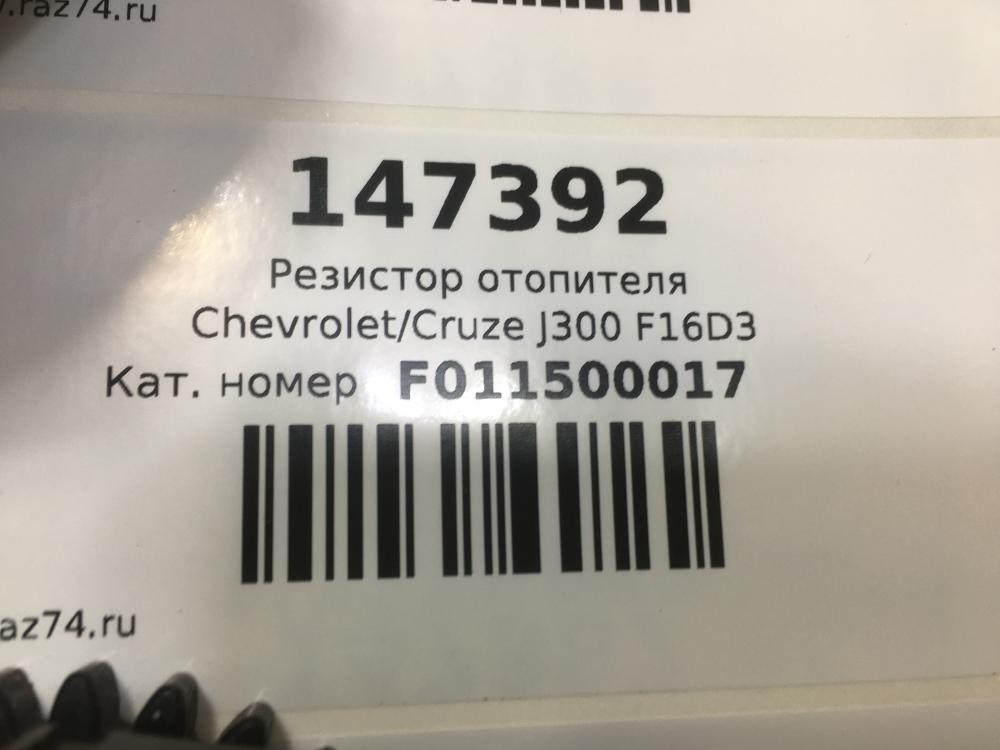 .raz74.ru
147392
Резистор отопителя
Chevrolet/Cruze J300 F16D3
Кат. номер F011500017
az74.ru